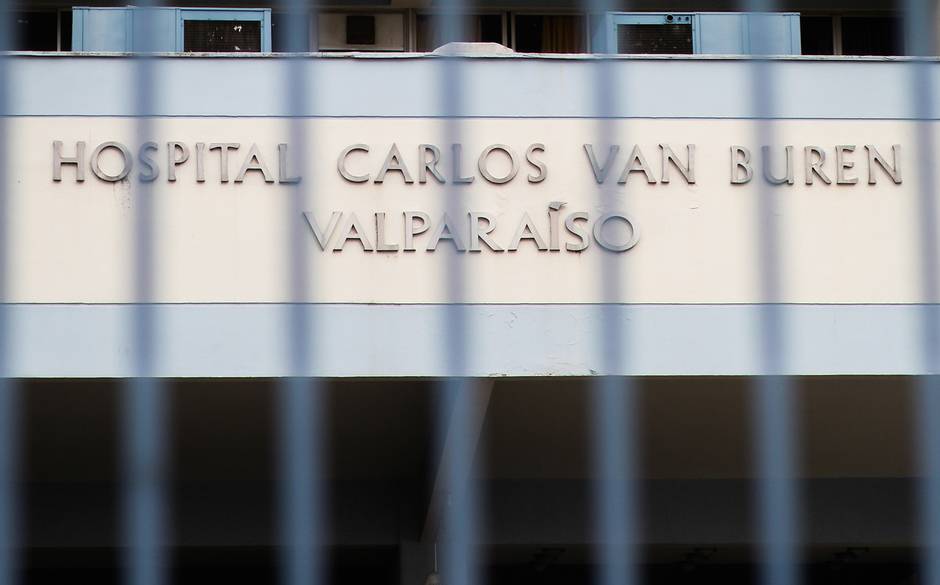 HOSPITAL CARLOS VAN BUREN
VALPARAÍSO